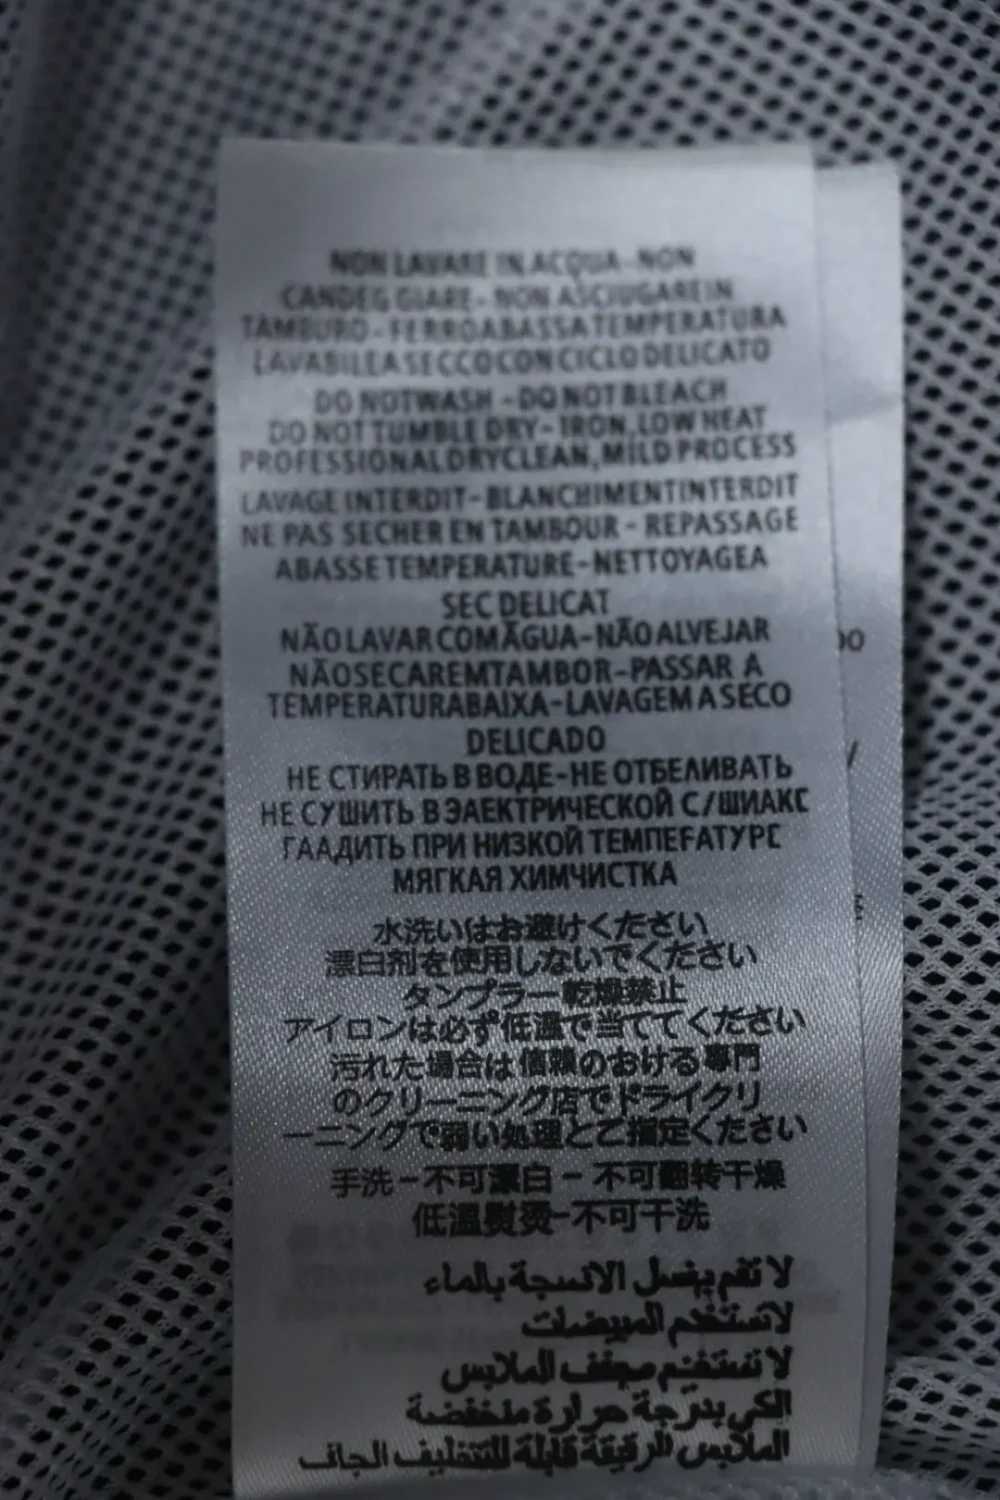 NON LAVARE IN ACQUA - NON
CANDEGGIARE - NON ASCIUGARE IN
TAMBURO - FERRO A BASSA TEMPERATURA
LAVABILE A SECCO CON CICLO DELICATO
DO NOT WASH - DO NOT BLEACH
DO NOT TUMBLE DRY - IRON, LOW HEAT
PROFESSIONAL DRYCLEAN, MILD PROCESS
LAVAGE INTERDIT - BLANCHIMENT INTERDIT
NE PAS SECHER EN TAMBOUR - REPASSAGE
A BASSE TEMPERATURE - NETTOYAGE A
SEC DELICAT
NÃO LAVAR COM ÃGUA - NÃO ALVEJAR
NÃO SECAR EM TAMBOR - PASSAR A
TEMPERATURA BAIXA - LAVAGEM A SECO
DELICADO
НЕ СТИРАТЬ В ВОДЕ - НЕ ОТБЕЛИВАТЬ
НЕ СУШИТЬ В ЭАЕКТРИЧЕСКОЙ С/ШИАКС
ГААДИТЬ ПРИ НИЗКОЙ ТЕМПЕFАТУРС
МЯГКАЯ ХИМЧИСТКА
水洗いはお避けください
漂白剤を使用しないでください
タンプラー乾燥禁止
アイロンは必ず低温で当ててください
汚れた場合は信頼のおける専門
のクリーニング店でドライクリ
ーニングで弱い処理とご指定ください
手洗 - 不可漂白 - 不可翻转干燥
低温熨烫 - 不可干洗
لا تقم بغسل الانسجة بالماء
لا تستخدم المبيضات
لا تستخدم مجفف الملابس
الكي بدرجة حرارة منخفضة
الملابس الرقيقة قابلة للتنظيف الجاف